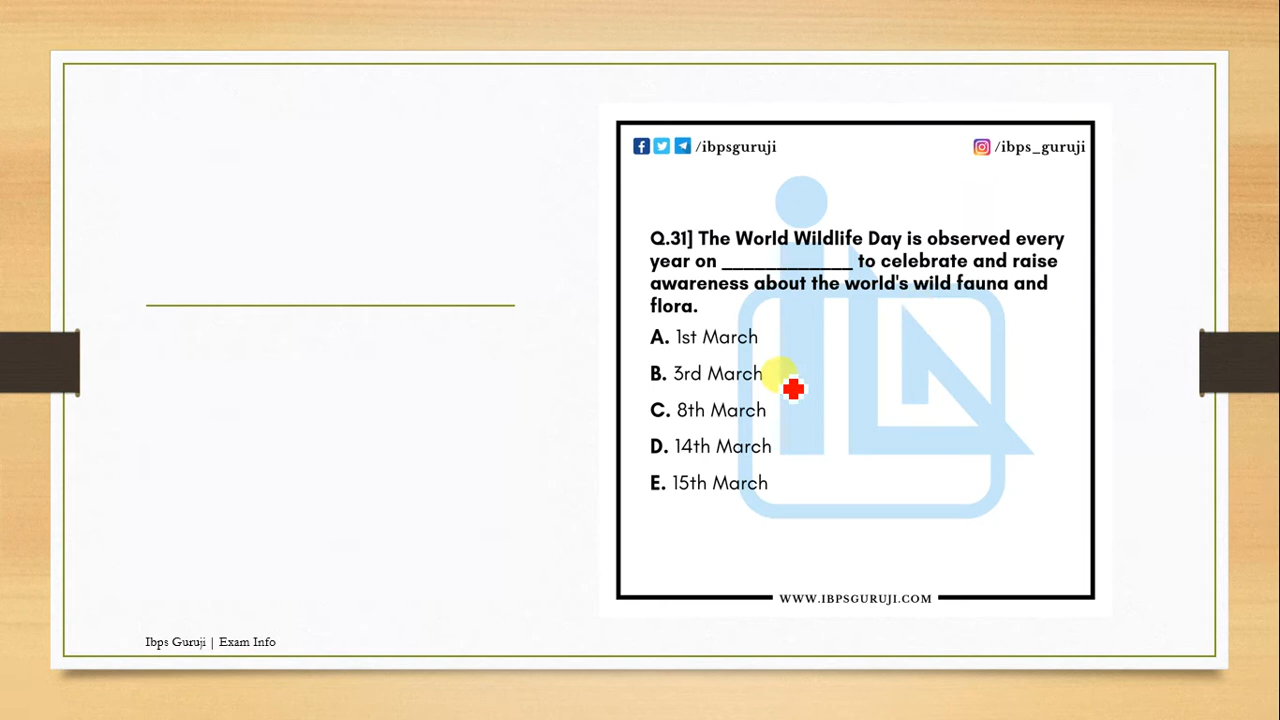 /ibpsguruji
/ibps_guruji
Q.31] The World Wildlife Day is observed every
year on ____________ to celebrate and raise
awareness about the world's wild fauna and
flora.
A. 1st March
B. 3rd March
C. 8th March
D. 14th March
E. 15th March
WWW.IBPSGURUJI.COM
Ibps Guruji | Exam Info